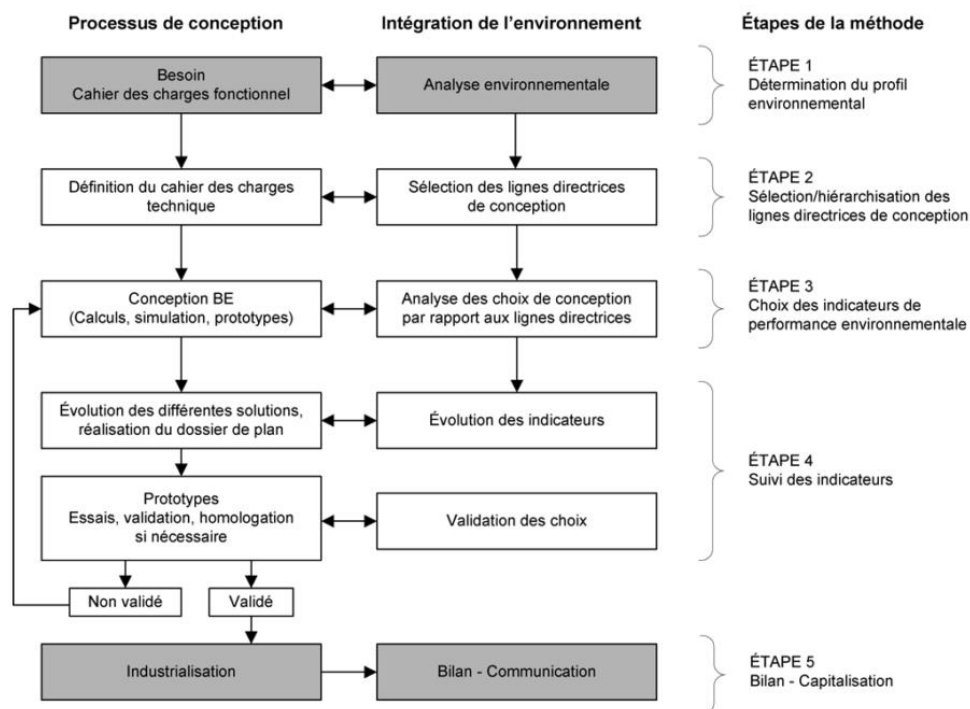 Processus de conception
Intégration de l’environnement
Étapes de la méthode
Besoin
Cahier des charges fonctionnel
Analyse environnementale
ÉTAPE 1
Détermination du profil
environnemental
Définition du cahier des charges
technique
Sélection des lignes directrices
de conception
ÉTAPE 2
Sélection/hiérarchisation des
lignes directrices de conception
Conception BE
(Calculs, simulation, prototypes)
Analyse des choix de conception
par rapport aux lignes directrices
ÉTAPE 3
Choix des indicateurs de
performance environnementale
Évolution des différentes solutions,
réalisation du dossier de plan
Évolution des indicateurs
ÉTAPE 4
Suivi des indicateurs
Prototypes
Essais, validation, homologation
si nécessaire
Validation des choix
Non validé
Validé
Industrialisation
Bilan - Communication
ÉTAPE 5
Bilan - Capitalisation